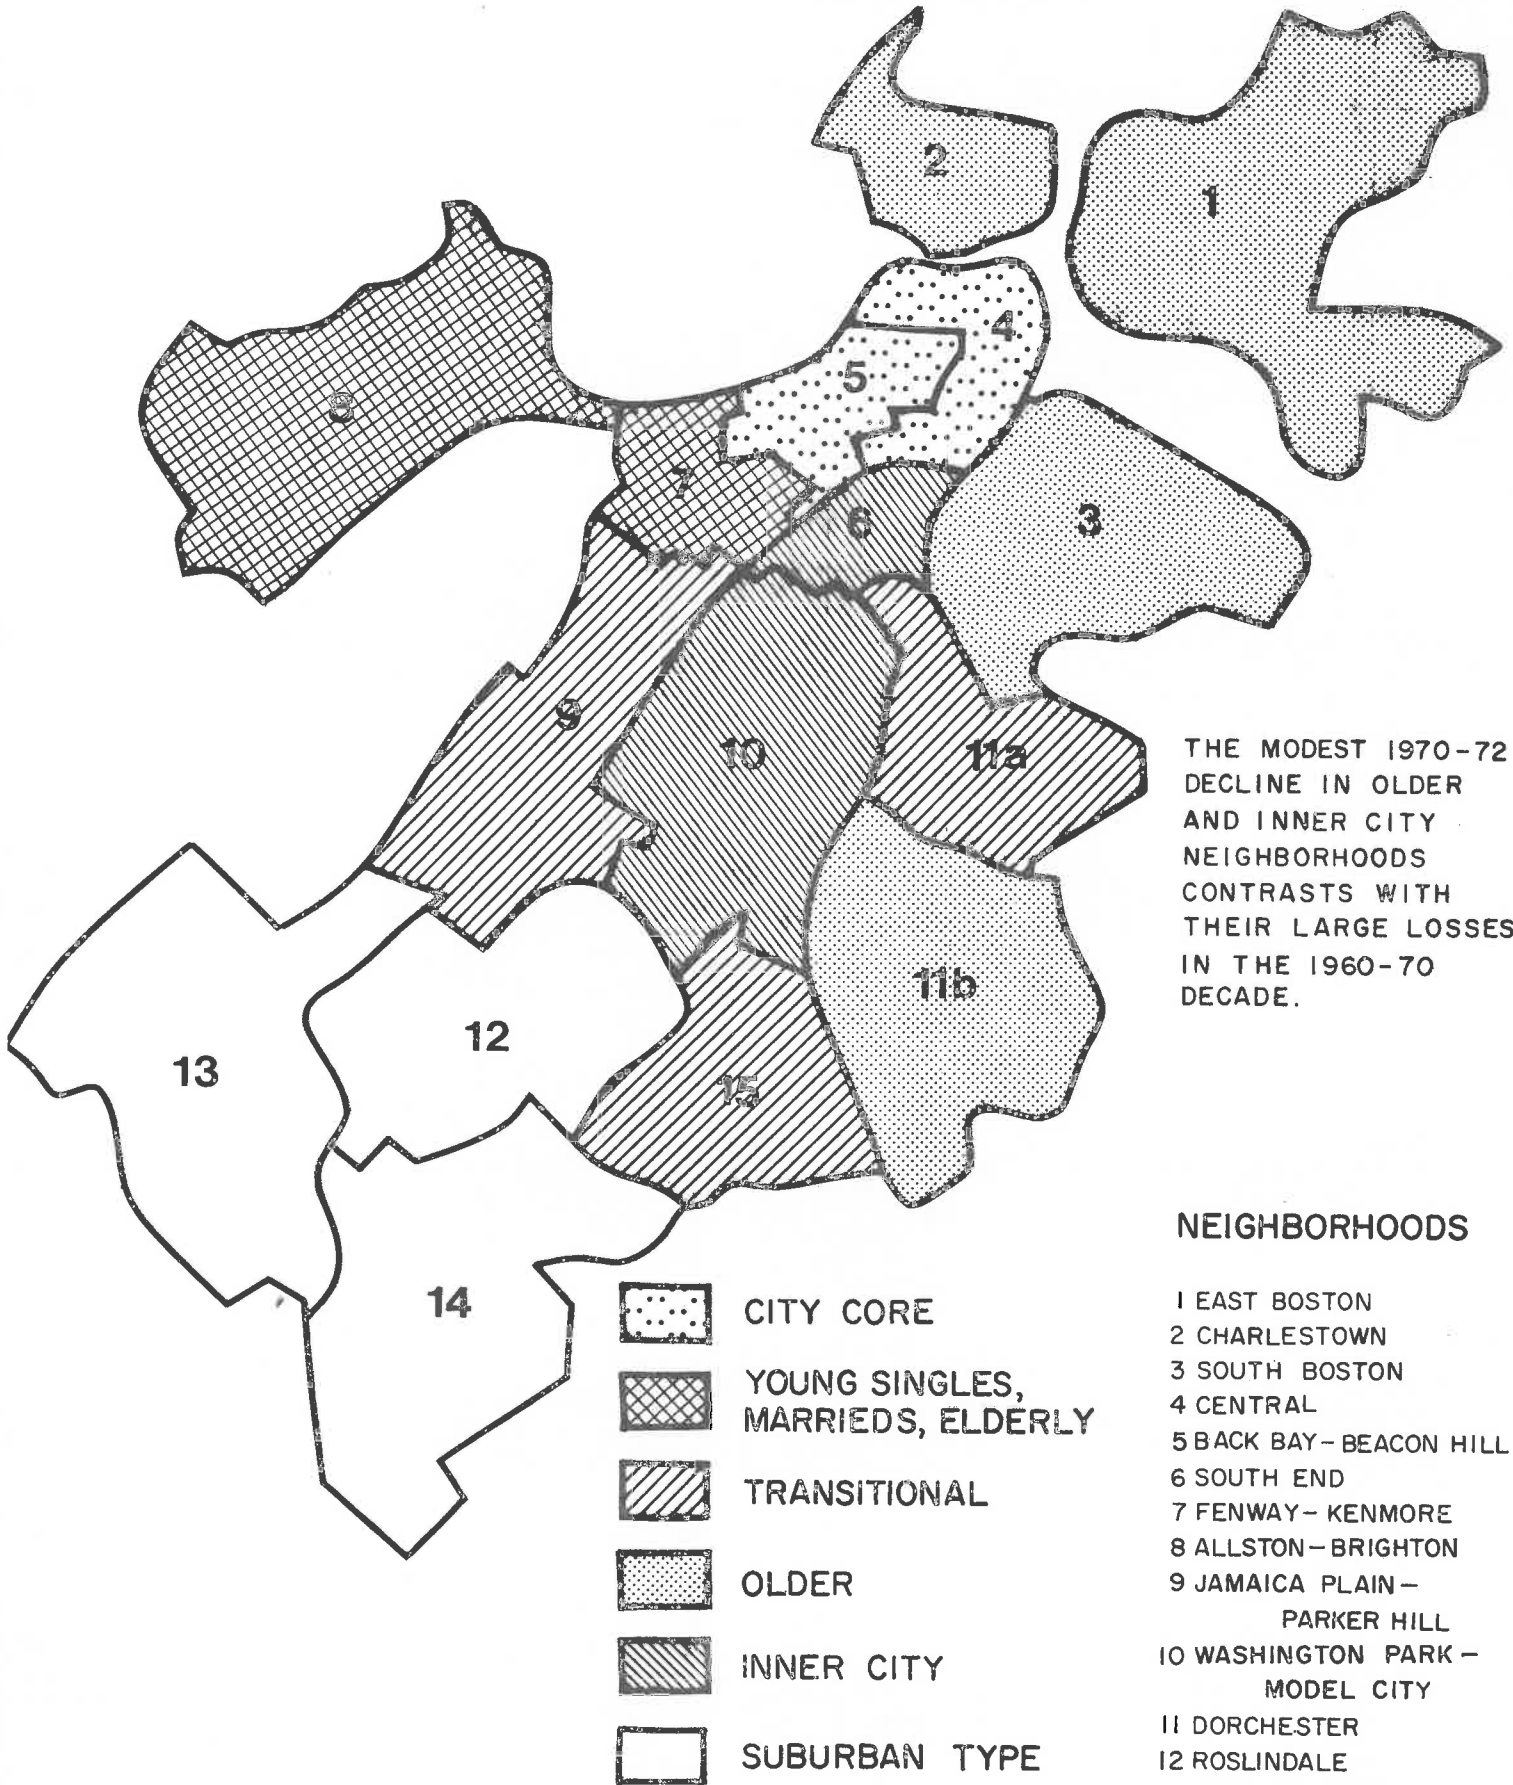 2
1
4
5
8
7
6
3
9
10
11a
11b
12
13
15
14
THE MODEST 1970-72
DECLINE IN OLDER
AND INNER CITY
NEIGHBORHOODS
CONTRASTS WITH
THEIR LARGE LOSSES
IN THE 1960-70
DECADE.
CITY CORE
YOUNG SINGLES,
MARRIEDS, ELDERLY
TRANSITIONAL
OLDER
INNER CITY
SUBURBAN TYPE
NEIGHBORHOODS
1 EAST BOSTON
2 CHARLESTOWN
3 SOUTH BOSTON
4 CENTRAL
5 BACK BAY-BEACON HILL
6 SOUTH END
7 FENWAY-KENMORE
8 ALLSTON-BRIGHTON
9 JAMAICA PLAIN-
PARKER HILL
10 WASHINGTON PARK-
MODEL CITY
11 DORCHESTER
12 ROSLINDALE